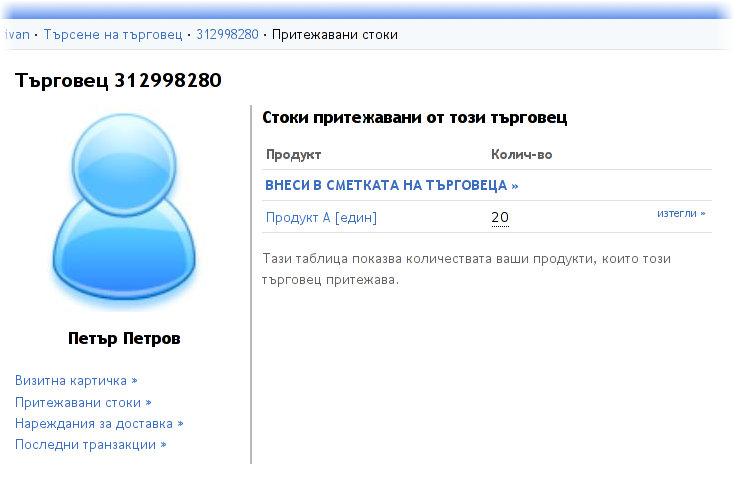 ivan · Търсене на търговец · 312998280 · Притежавани стоки
Търговец 312998280
Петър Петров
Визитна картичка »
Притежавани стоки »
Нареждания за доставка »
Последни транзакции »
Стоки притежавани от този търговец
Продукт Колич-во
ВНЕСИ В СМЕТКАТА НА ТЪРГОВЕЦА »
Продукт А [един] 20 изтегли »
Тази таблица показва количествата ваши продукти, които този
търговец притежава.